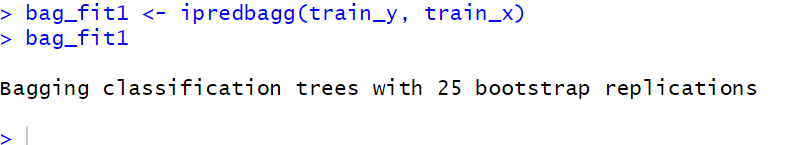 > bag_fit1 <- ipredbagg(train_y, train_x)
> bag_fit1
Bagging classification trees with 25 bootstrap replications
>